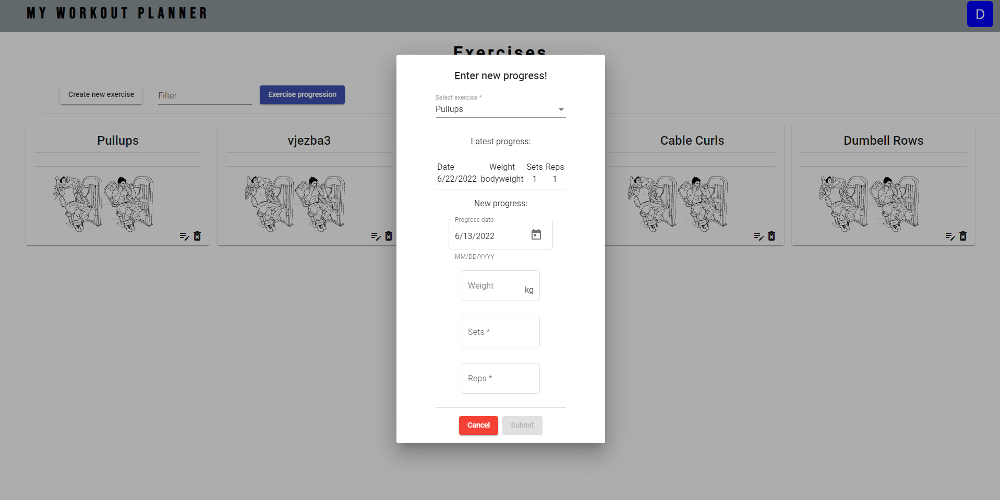 MY WORKOUT PLANNER
D
Exercises
Create new exercise
Filter
Exercise progression
Pullups
vjezba3
Cable Curls
Dumbell Rows
Enter new progress!
Select exercise *
Pullups
Latest progress:
Date Weight Sets Reps
6/22/2022 bodyweight 1 1
New progress:
Progress date
6/13/2022
MM/DD/YYYY
Weight kg
Sets *
Reps *
Cancel Submit